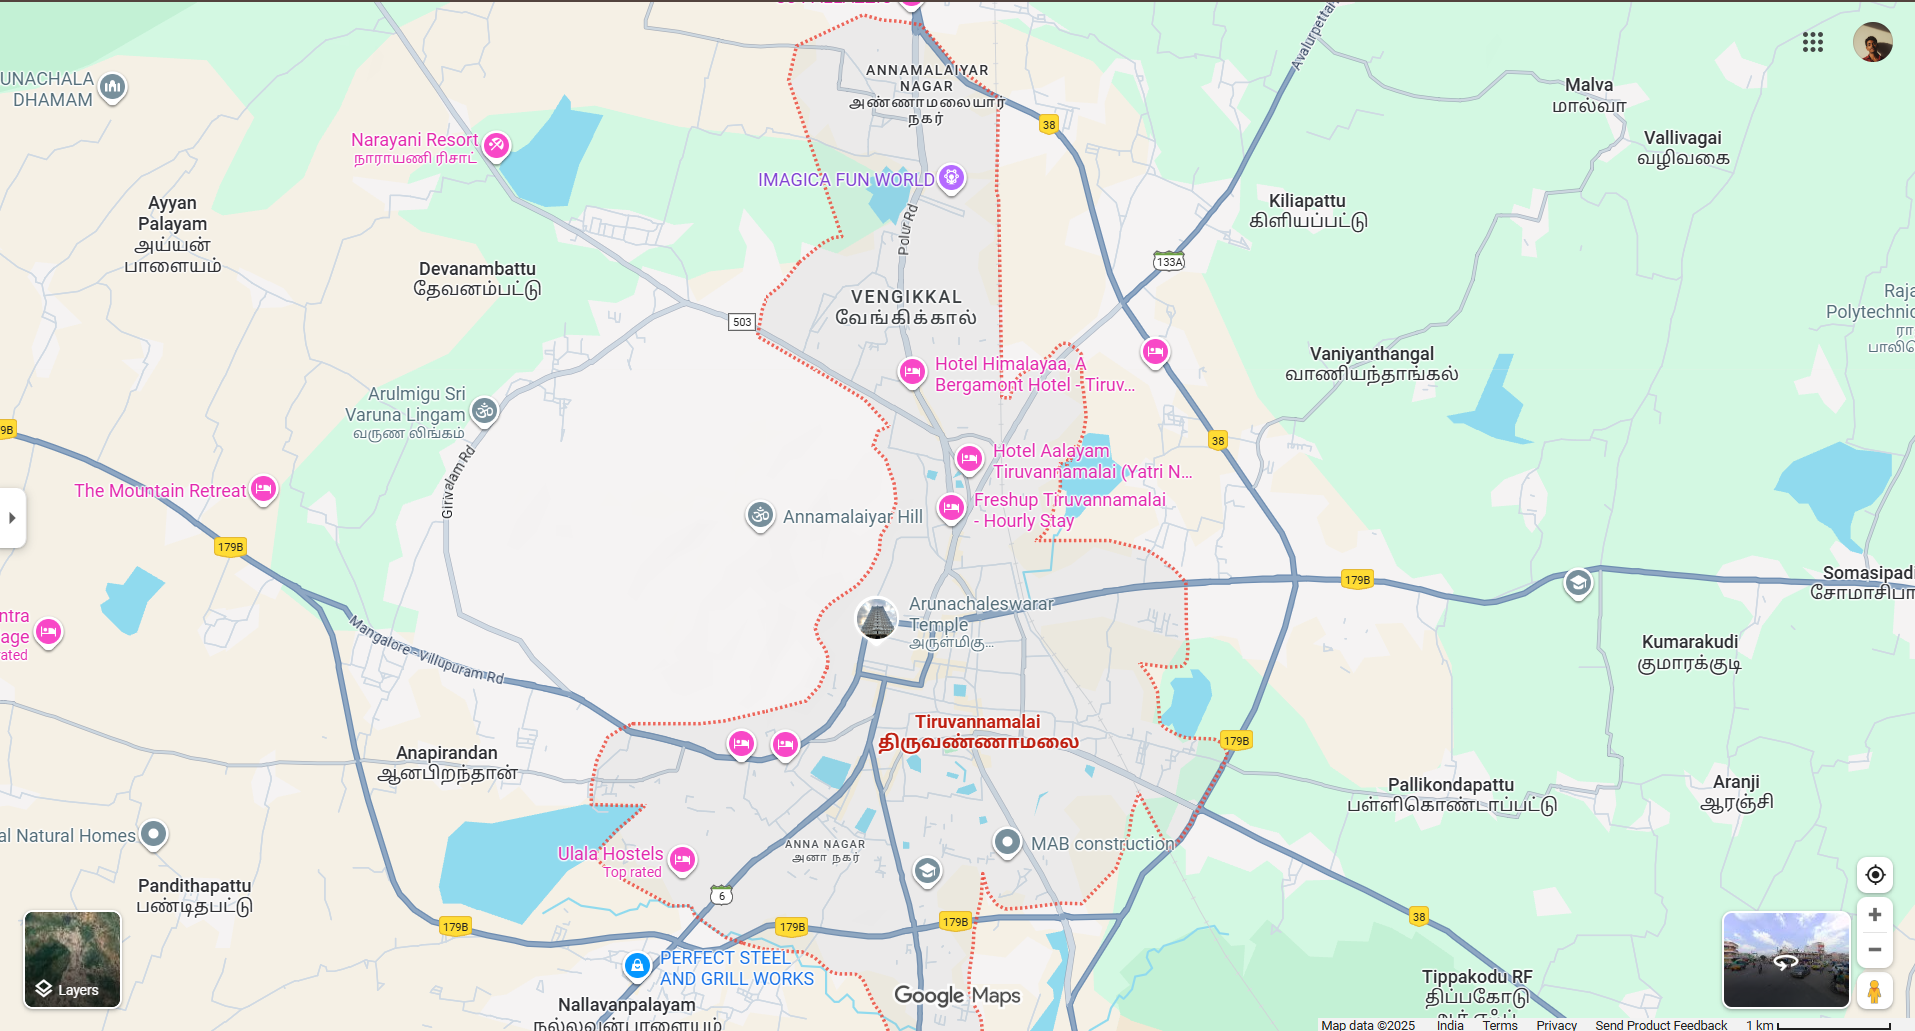 ANNAMALAIYAR
NAGAR
அண்ணாமலையார்
நகர்
Avalurpettai
UNACHALA
DHAMAM
Malva
மால்வா
38
Narayani Resort
நாராயணி ரிசாட்
Vallivagai
வழிவகை
IMAGICA FUN WORLD
Ayyan
Palayam
அய்யன்
பாளையம்
Kiliapattu
கிளியப்பட்டு
Polur Rd
133A
Devanambattu
தேவனம்பட்டு
VENGIKKAL
வேங்கிக்கால்
Raja
Polytechnic
503
Hotel Himalayaa, A
Bergamont Hotel - Tiruv...
Vaniyanthangal
வாணியந்தாங்கல்
Arulmigu Sri
Varuna Lingam
வருண லிங்கம்
9B
38
Girivalam Rd
Hotel Aalayam
Tiruvannamalai (Yatri N...
The Mountain Retreat
Freshup Tiruvannamalai
- Hourly Stay
Annamalaiyar Hill
179B
179B
Somasipadi
சோமாசிபா
Arunachaleswarar
Temple
அருள்மிகு...
ntra
age
rated
Mangalore - Villupuram Rd
Kumarakudi
குமாரக்குடி
Tiruvannamalai
திருவண்ணாமலை
179B
Anapirandan
ஆனபிறந்தான்
Pallikondapattu
பள்ளிகொண்டாப்பட்டு
Aranji
ஆரஞ்சி
al Natural Homes
ANNA NAGAR
அனா நகர்
MAB construction
Ulala Hostels
Top rated
Pandithapattu
பண்டிதபட்டு
6
179B
179B
179B
38
PERFECT STEEL
AND GRILL WORKS
Layers
Nallavanpalayam
நல்லவன்பாளையம்
Google Maps
Tippakodu RF
திப்பகோடு
Map data ©2025 India Terms Privacy Send Product Feedback 1 km